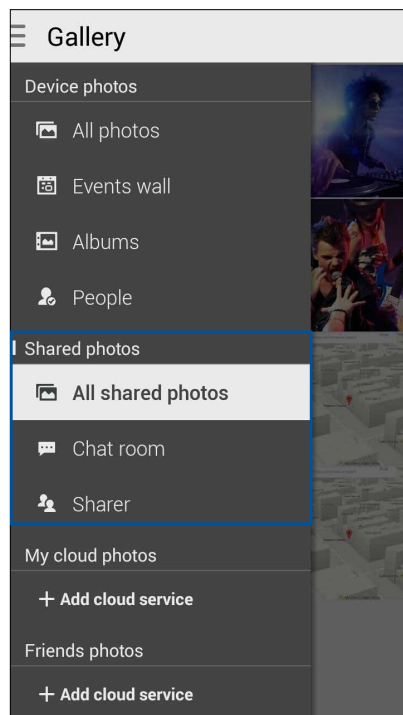 Gallery
Device photos
All photos
Events wall
Albums
People
Shared photos
All shared photos
Chat room
Sharer
My cloud photos
+ Add cloud service
Friends photos
+ Add cloud service